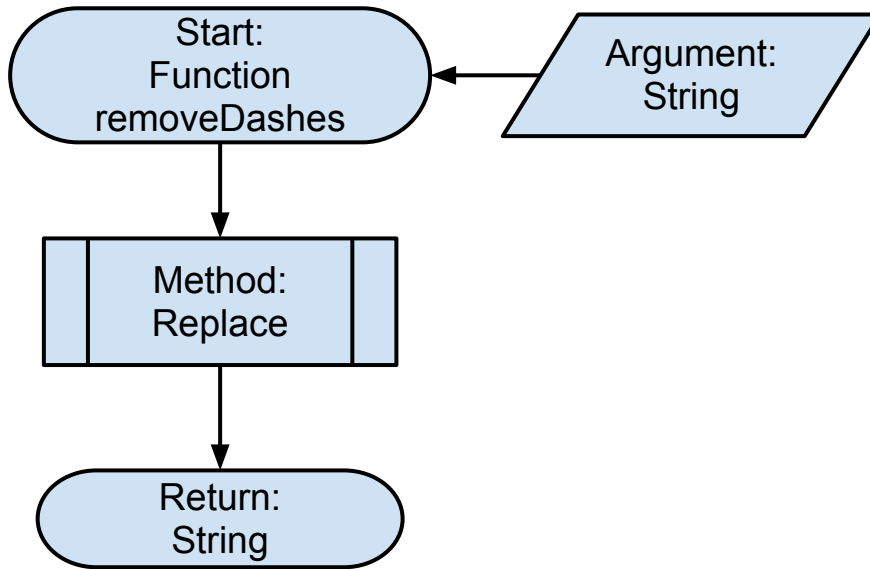 Start:
Function
removeDashes
Argument:
String
Method:
Replace
Return:
String